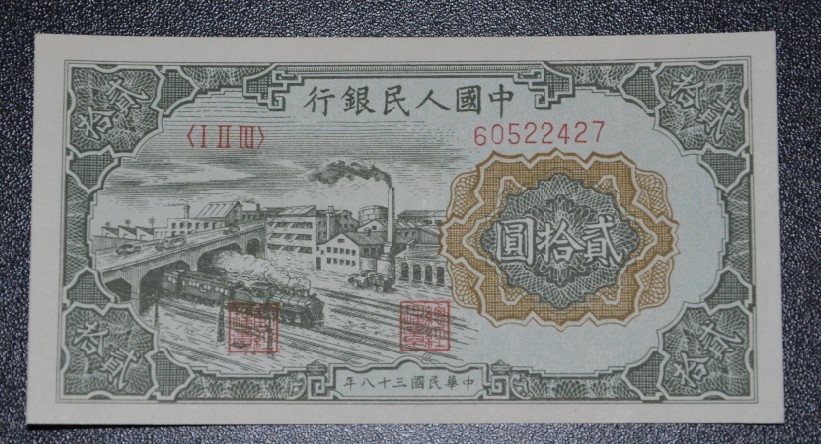 貳拾
貳拾
中國人民銀行
〈I II III〉
60522427
貳拾圓
中華民國三十八年
貳拾
貳拾